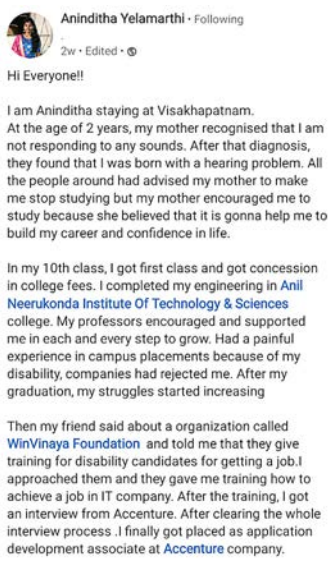 Aninditha Yelamarthi · Following
.
2w · Edited ·
Hi Everyone!!
I am Aninditha staying at Visakhapatnam.
At the age of 2 years, my mother recognised that I am
not responding to any sounds. After that diagnosis,
they found that I was born with a hearing problem. All
the people around had advised my mother to make
me stop studying but my mother encouraged me to
study because she believed that it is gonna help me to
build my career and confidence in life.
In my 10th class, I got first class and got concession
in college fees. I completed my engineering in Anil
Neerukonda Institute Of Technology & Sciences
college. My professors encouraged and supported
me in each and every step to grow. Had a painful
experience in campus placements because of my
disability, companies had rejected me. After my
graduation, my struggles started increasing
Then my friend said about a organization called
WinVinaya Foundation and told me that they give
training for disability candidates for getting a job.I
approached them and they gave me training how to
achieve a job in IT company. After the training, I got
an interview from Accenture. After clearing the whole
interview process .I finally got placed as application
development associate at Accenture company.